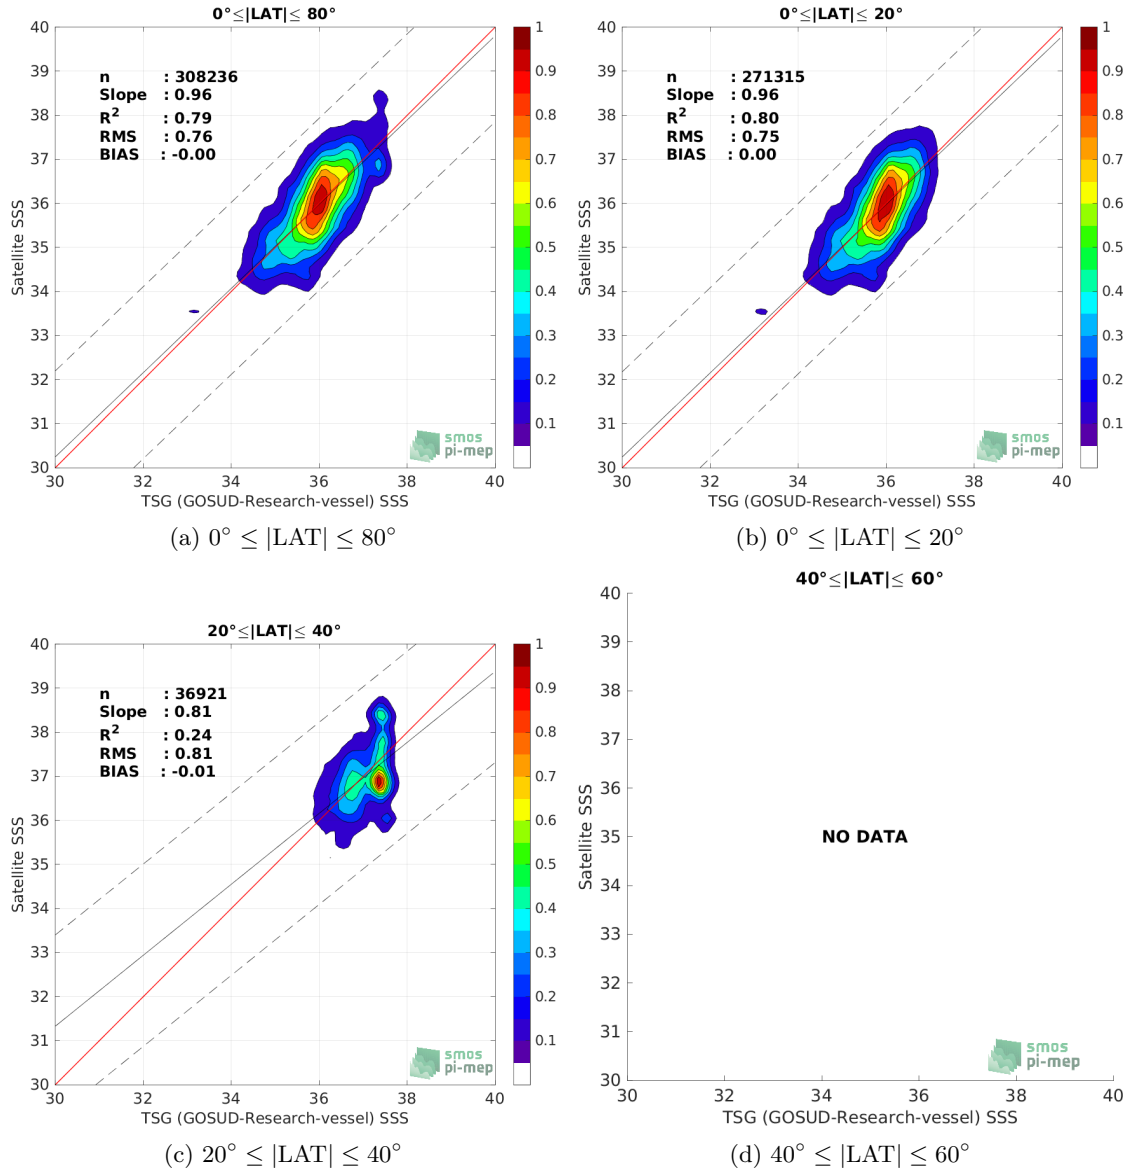 0°≤|LAT|≤ 80°
n : 308236
Slope : 0.96
R² : 0.79
RMS : 0.76
BIAS : -0.00
40
39
38
37
36
35
34
33
32
31
30
Satellite SSS
30 32 34 36 38 40
TSG (GOSUD-Research-vessel) SSS
1
0.9
0.8
0.7
0.6
0.5
0.4
0.3
0.2
0.1
smos
pi-mep
(a) 0° ≤ |LAT| ≤ 80°
0°≤|LAT|≤ 20°
n : 271315
Slope : 0.96
R² : 0.80
RMS : 0.75
BIAS : 0.00
40
39
38
37
36
35
34
33
32
31
30
Satellite SSS
30 32 34 36 38 40
TSG (GOSUD-Research-vessel) SSS
1
0.9
0.8
0.7
0.6
0.5
0.4
0.3
0.2
0.1
smos
pi-mep
(b) 0° ≤ |LAT| ≤ 20°
20°≤|LAT|≤ 40°
n : 36921
Slope : 0.81
R² : 0.24
RMS : 0.81
BIAS : -0.01
40
39
38
37
36
35
34
33
32
31
30
Satellite SSS
30 32 34 36 38 40
TSG (GOSUD-Research-vessel) SSS
1
0.9
0.8
0.7
0.6
0.5
0.4
0.3
0.2
0.1
smos
pi-mep
(c) 20° ≤ |LAT| ≤ 40°
40°≤|LAT|≤ 60°
40
39
38
37
36
35
34
33
32
31
30
Satellite SSS
NO DATA
30 32 34 36 38 40
TSG (GOSUD-Research-vessel) SSS
smos
pi-mep
(d) 40° ≤ |LAT| ≤ 60°